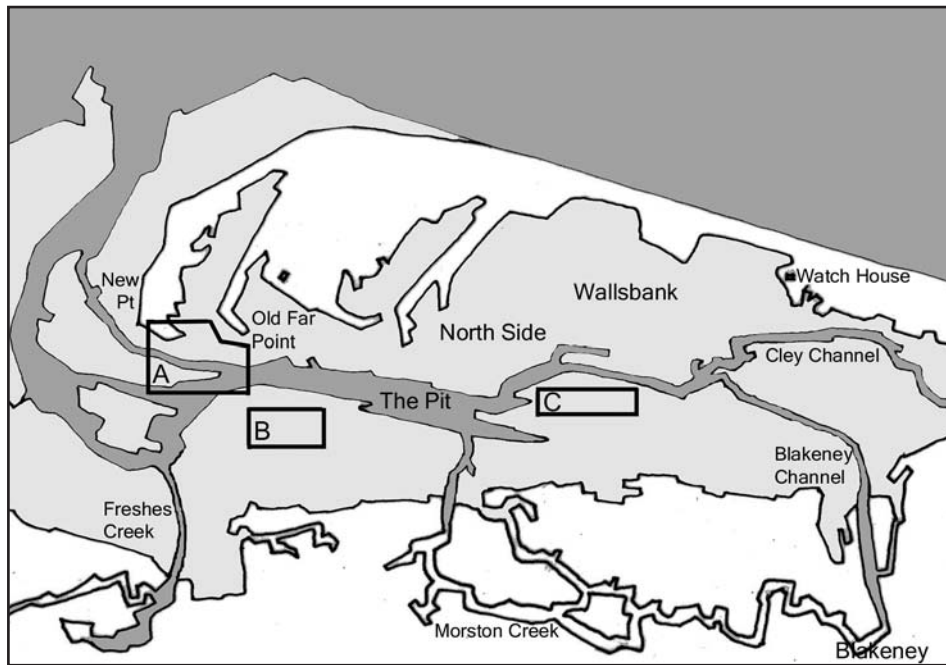 New
Pt
Old Far
Point
Wallsbank
Watch House
North Side
Cley Channel
A
The Pit
C
B
Blakeney
Channel
Freshes
Creek
Morston Creek
Blakeney